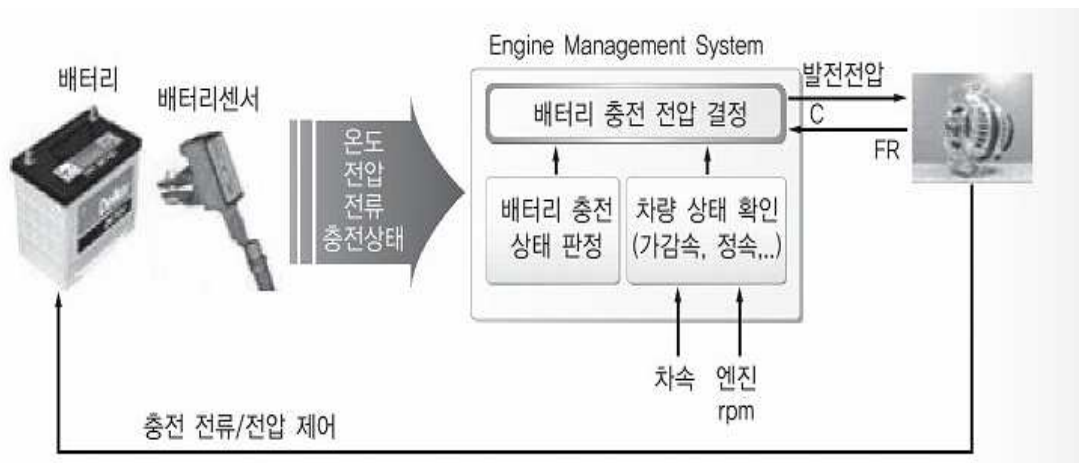 Engine Management System
배터리
배터리센서
온도
전압
전류
충전상태
배터리 충전 전압 결정
배터리 충전
상태 판정
차량 상태 확인
(가감속, 정속,..)
발전전압
C
FR
차속
엔진
rpm
충전 전류/전압 제어